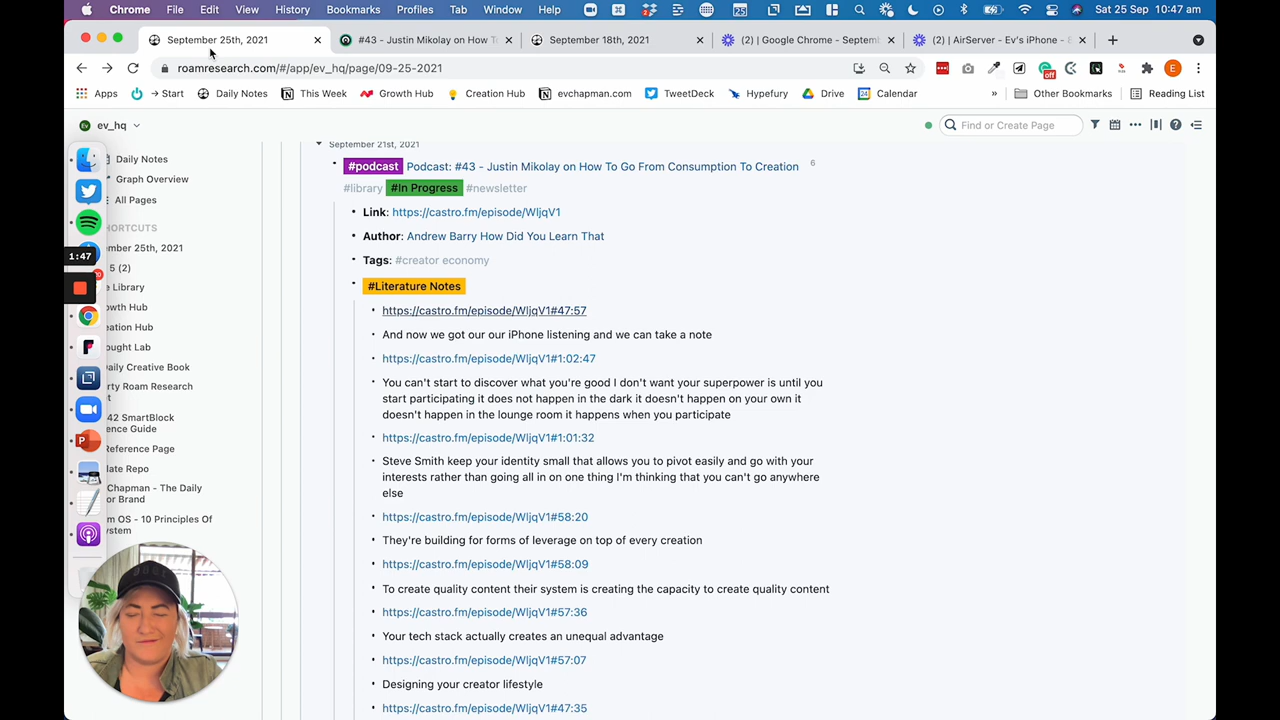 Chrome File Edit View History Bookmarks Profiles Tab Window Help Sat 25 Sep 10:47 am
September 25th, 2021 #43 - Justin Mikolay on How T September 18th, 2021 (2) | Google Chrome - Septemb (2) | AirServer - Ev's iPhone - 8
roamresearch.com/#/app/ev_hq/page/09-25-2021
Apps → Start Daily Notes This Week Growth Hub Creation Hub evchapman.com TweetDeck Hypefury Drive Calendar » Other Bookmarks Reading List
Ev ev_hq Find or Create Page
September 21st, 2021
Daily Notes
Graph Overview
All Pages
HORTCUTS
mber 25th, 2021
5 (2)
e Library
owth Hub
eation Hub
ought Lab
aily Creative Book
rty Roam Research
t
42 SmartBlock
ence Guide
Reference Page
late Repo
Chapman - The Daily
or Brand
m OS - 10 Principles Of
ystem
1:47
#podcast Podcast: #43 - Justin Mikolay on How To Go From Consumption To Creation 6
#library #In Progress #newsletter
Link: https://castro.fm/episode/WljqV1
Author: Andrew Barry How Did You Learn That
Tags: #creator economy
#Literature Notes
https://castro.fm/episode/WljqV1#47:57
And now we got our our iPhone listening and we can take a note
https://castro.fm/episode/WljqV1#1:02:47
You can't start to discover what you're good I don't want your superpower is until you
start participating it does not happen in the dark it doesn't happen on your own it
doesn't happen in the lounge room it happens when you participate
https://castro.fm/episode/WljqV1#1:01:32
Steve Smith keep your identity small that allows you to pivot easily and go with your
interests rather than going all in on one thing I'm thinking that you can't go anywhere
else
https://castro.fm/episode/WljqV1#58:20
They're building for forms of leverage on top of every creation
https://castro.fm/episode/WljqV1#58:09
To create quality content their system is creating the capacity to create quality content
https://castro.fm/episode/WljqV1#57:36
Your tech stack actually creates an unequal advantage
https://castro.fm/episode/WljqV1#57:07
Designing your creator lifestyle
https://castro.fm/episode/WljqV1#47:35